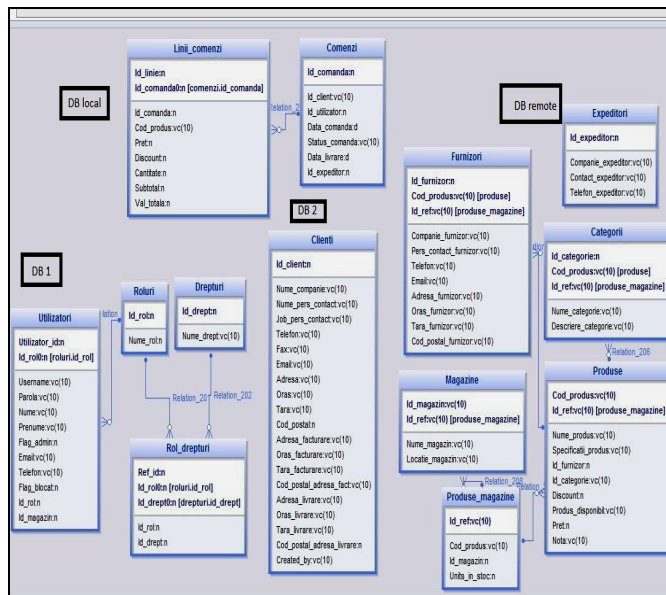 Linii_comenzi
Id_linie:n
Id_comanda0:n [comenzi.id_comanda]
Id_comanda:n
Cod_produs:vc(10)
Pret:n
Discount:n
Cantitate:n
Subtotal:n
Val_totala:n
Comenzi
Id_comanda:n
Id_client:vc(10)
Id_utilizator:n
Data_comanda:d
Status_comanda:vc(10)
Data_livrare:d
Id_expeditor:n
DB local
DB remote
Expeditori
Id_expeditor:n
Companie_expeditor:vc(10)
Contact_expeditor:vc(10)
Telefon_expeditor:vc(10)
Furnizori
Id_furnizor:n
Cod_produs:vc(10) [produse]
Id_ref:vc(10) [produse_magazine]
Companie_furnizor:vc(10)
Pers_contact_furnizor:vc(10)
Telefon:vc(10)
Email:vc(10)
Adresa_furnizor:vc(10)
Oras_furnizor:vc(10)
Tara_furnizor:vc(10)
Cod_postal_furnizor:vc(10)
DB 2
Clienti
Id_client:n
Nume_companie:vc(10)
Nume_pers_contact:vc(10)
Job_pers_contact:vc(10)
Telefon:vc(10)
Fax:vc(10)
Email:vc(10)
Adresa:vc(10)
Oras:vc(10)
Tara:vc(10)
Cod_postal:n
Adresa_facturare:vc(10)
Oras_facturare:vc(10)
Tara_facturare:vc(10)
Cod_postal_adresa_fact:vc(10)
Adresa_livrare:vc(10)
Oras_livrare:vc(10)
Tara_livrare:vc(10)
Cod_postal_adresa_livrare:n
Created_by:vc(10)
Categorii
Id_categorie:n
Cod_produs:vc(10) [produse]
Id_ref:vc(10) [produse_magazine]
Nume_categorie:vc(10)
Descriere_categorie:vc(10)
Relation_206
DB 1
Utilizatori
Utilizator_id:n
Id_rol0:n [roluri.id_rol]
Username:vc(10)
Parola:vc(10)
Nume:vc(10)
Prenume:vc(10)
Flag_admin:n
Email:vc(10)
Telefon:vc(10)
Flag_blocat:n
Id_rol:n
Id_magazin:n
Roluri
Id_rol:n
Nume_rol:n
Drepturi
Id_drept:n
Nume_drept:vc(10)
Relation_202
Rol_drepturi
Ref_id:n
Id_rol0:n [roluri.id_rol]
Id_drept0:n [drepturi.id_drept]
Id_rol:n
Id_drept:n
Magazine
Id_magazin:vc(10)
Id_ref:vc(10) [produse_magazine]
Nume_magazin:vc(10)
Locatie_magazin:vc(10)
Produse
Cod_produs:vc(10)
Id_ref:vc(10) [produse_magazine]
Nume_produs:vc(10)
Specificatii_produs:vc(10)
Id_furnizor:n
Id_categorie:vc(10)
Discount:n
Produs_disponibil:vc(10)
Pret:n
Nota:vc(10)
Produse_magazine
Id_ref:vc(10)
Cod_produs:vc(10)
Id_magazin:n
Units_in_stoc:n